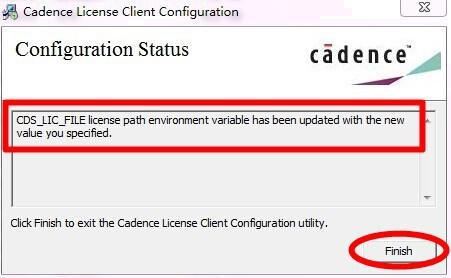 Cadence License Client Configuration
Configuration Status
cādence
CDS_LIC_FILE license path environment variable has been updated with the new
value you specified.
Click Finish to exit the Cadence License Client Configuration utility.
Finish